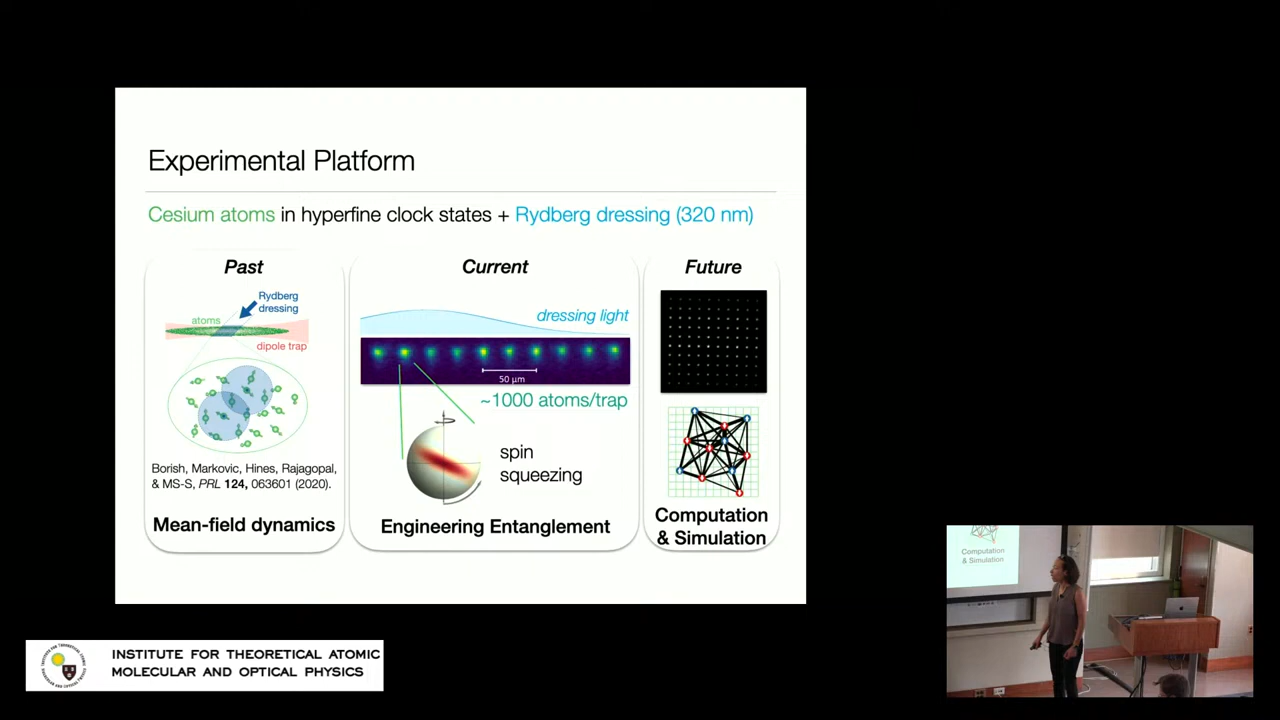 Experimental Platform
Cesium atoms in hyperfine clock states + Rydberg dressing (320 nm)
Past
Rydberg
dressing
atoms
dipole trap
Borish, Markovic, Hines, Rajagopal,
& MS-S, PRL 124, 063601 (2020).
Mean-field dynamics
Current
dressing light
50 µm
~1000 atoms/trap
spin
squeezing
Engineering Entanglement
Future
Computation
& Simulation
Computation
& Simulation
INSTITUTE FOR THEORETICAL ATOMIC
MOLECULAR AND OPTICAL PHYSICS